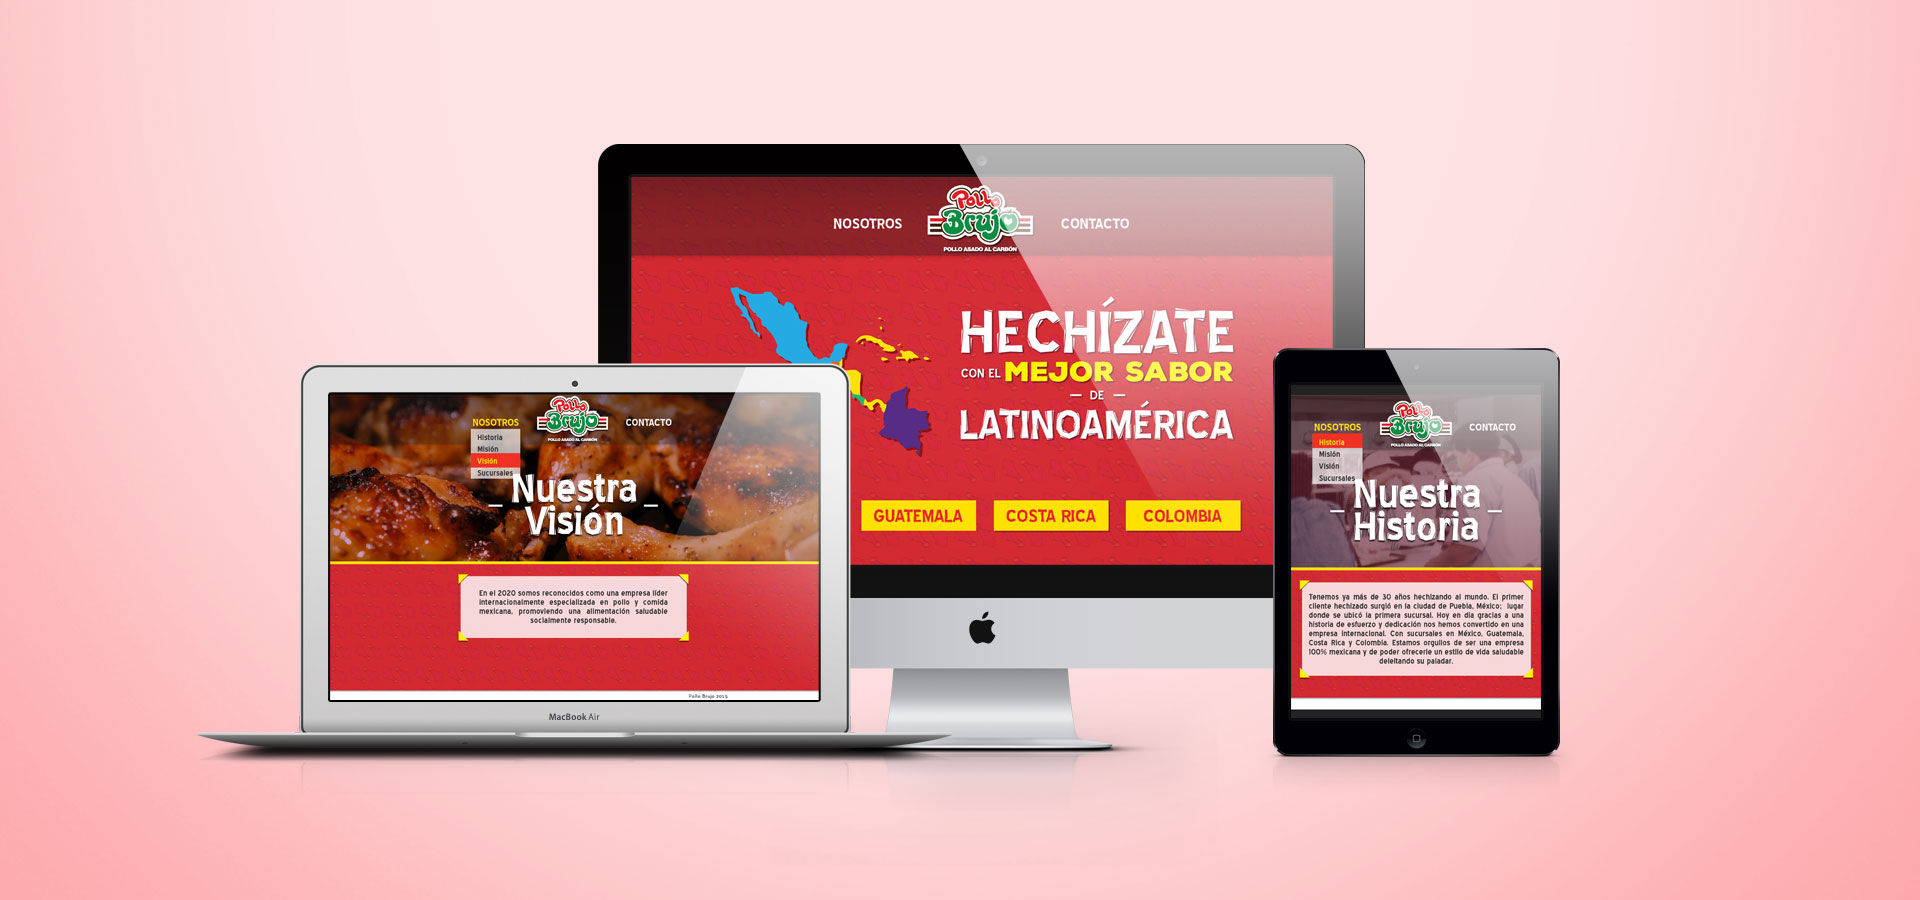 NOSOTROS
Pollo
Brujo
POLLO ASADO AL CARBÓN
CONTACTO
HECHÍZATE
CON EL MEJOR SABOR
— DE —
LATINOAMÉRICA
GUATEMALA
COSTA RICA
COLOMBIA
NOSOTROS
Pollo
Brujo
POLLO ASADO AL CARBÓN
CONTACTO
Historia
Misión
Visión
Sucursales
Nuestra
Visión
En el 2020 somos reconocidos como una empresa líder
internacionalmente especializada en pollo y comida
mexicana, promoviendo una alimentación saludable
socialmente responsable.
Pollo Brujo 2015
MacBook Air
NOSOTROS
Pollo
Brujo
POLLO ASADO AL CARBÓN
CONTACTO
Historia
Misión
Visión
Sucursales
Nuestra
Historia
Tenemos ya más de 30 años hechizando al mundo. El primer
cliente hechizado surgió en la ciudad de Puebla, México; lugar
donde se ubicó la primera sucursal. Hoy en día gracias a una
historia de esfuerzo y dedicación nos hemos convertido en una
empresa internacional. Con sucursales en México, Guatemala,
Costa Rica y Colombia. Estamos orgullos de ser una empresa
100% mexicana y de poder ofrecerle un estilo de vida saludable
deleitando su paladar.